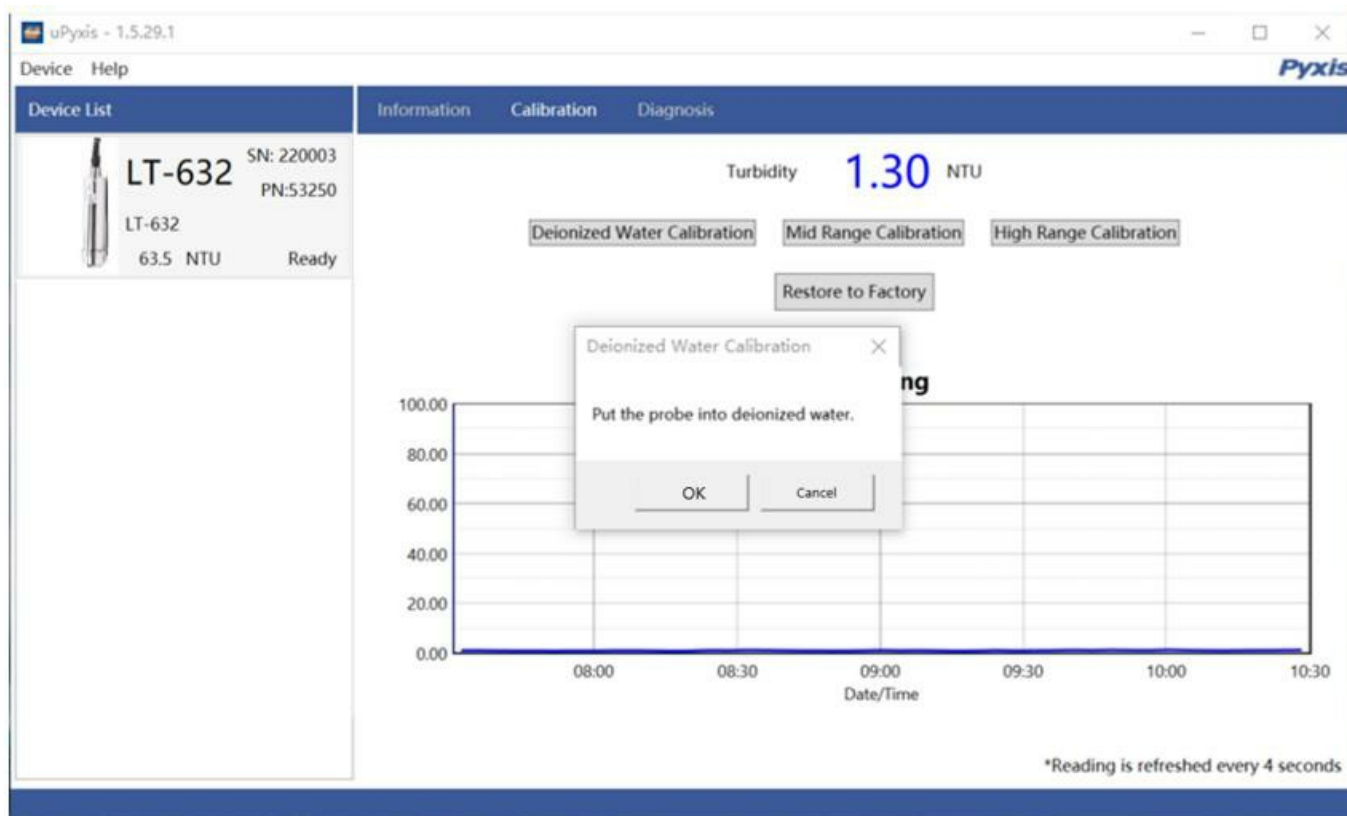 uPyxis - 1.5.29.1
Device Help
Pyxis
Device List
Information Calibration Diagnosis
LT-632
SN: 220003
PN:53250
LT-632
63.5 NTU Ready
Turbidity 1.30 NTU
Deionized Water Calibration Mid Range Calibration High Range Calibration
Restore to Factory
Deionized Water Calibration
Put the probe into deionized water.
OK Cancel
ng
100.00
80.00
60.00
40.00
20.00
0.00
08:00 08:30 09:00 09:30 10:00 10:30
Date/Time
*Reading is refreshed every 4 seconds